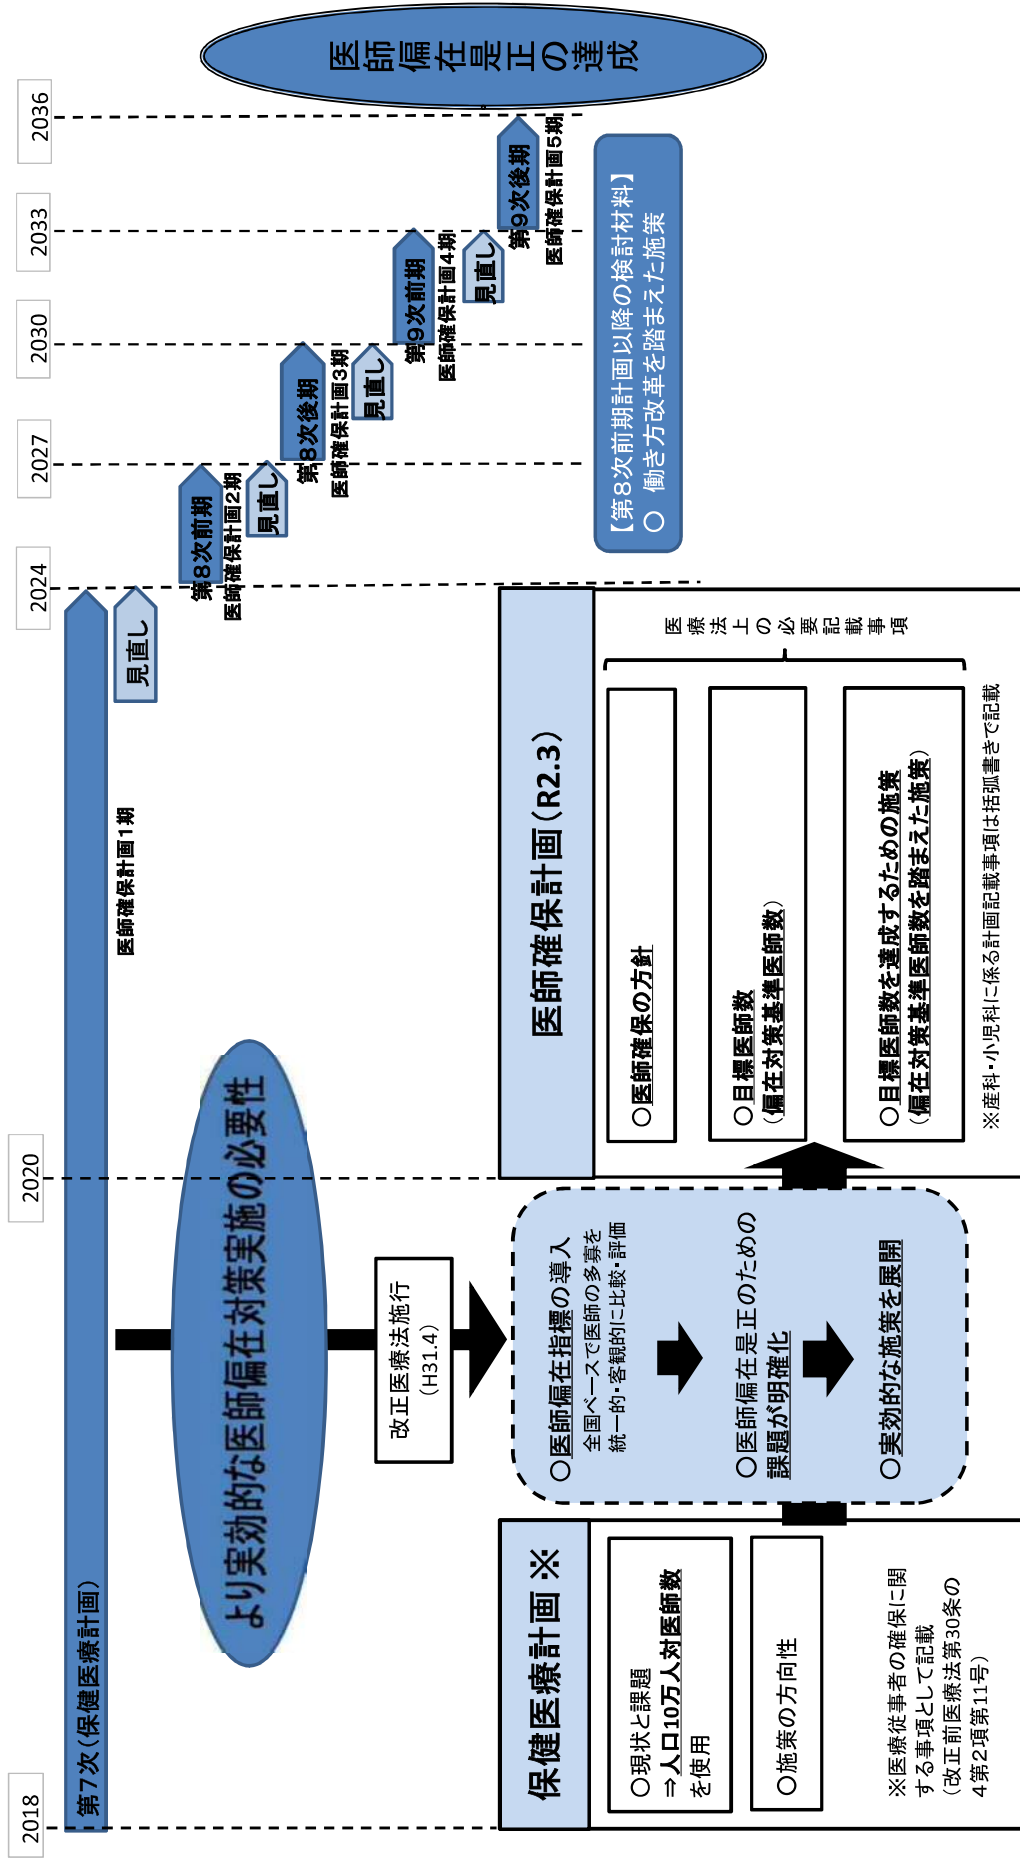 2018
2020
2024
2027
2030
2033
2036
第７次（保健医療計画）
医師確保計画１期
見直し
第８次前期
医師確保計画２期
見直し
第８次後期
医師確保計画３期
見直し
第９次前期
医師確保計画４期
見直し
第９次後期
医師確保計画５期
医師偏在是正の達成
より実効的な医師偏在対策実施の必要性
改正医療法施行
（H31.4）
保健医療計画 ※
○現状と課題
⇒人口10万人対医師数
を使用
○施策の方向性
※医療従事者の確保に関
する事項として記載
（改正前医療法第30条の
４第２項第11号）
○医師偏在指標の導入
全国ベースで医師の多寡を
統一的・客観的に比較・評価
○医師偏在是正のための
課題が明確化
○実効的な施策を展開
医師確保計画（R2.3）
○医師確保の方針
○目標医師数
（偏在対策基準医師数）
○目標医師数を達成するための施策
（偏在対策基準医師数を踏まえた施策）
医療法上の必要記載事項
※産科・小児科に係る計画記載事項は括弧書きで記載
【第８次前期計画以降の検討材料】
○ 働き方改革を踏まえた施策